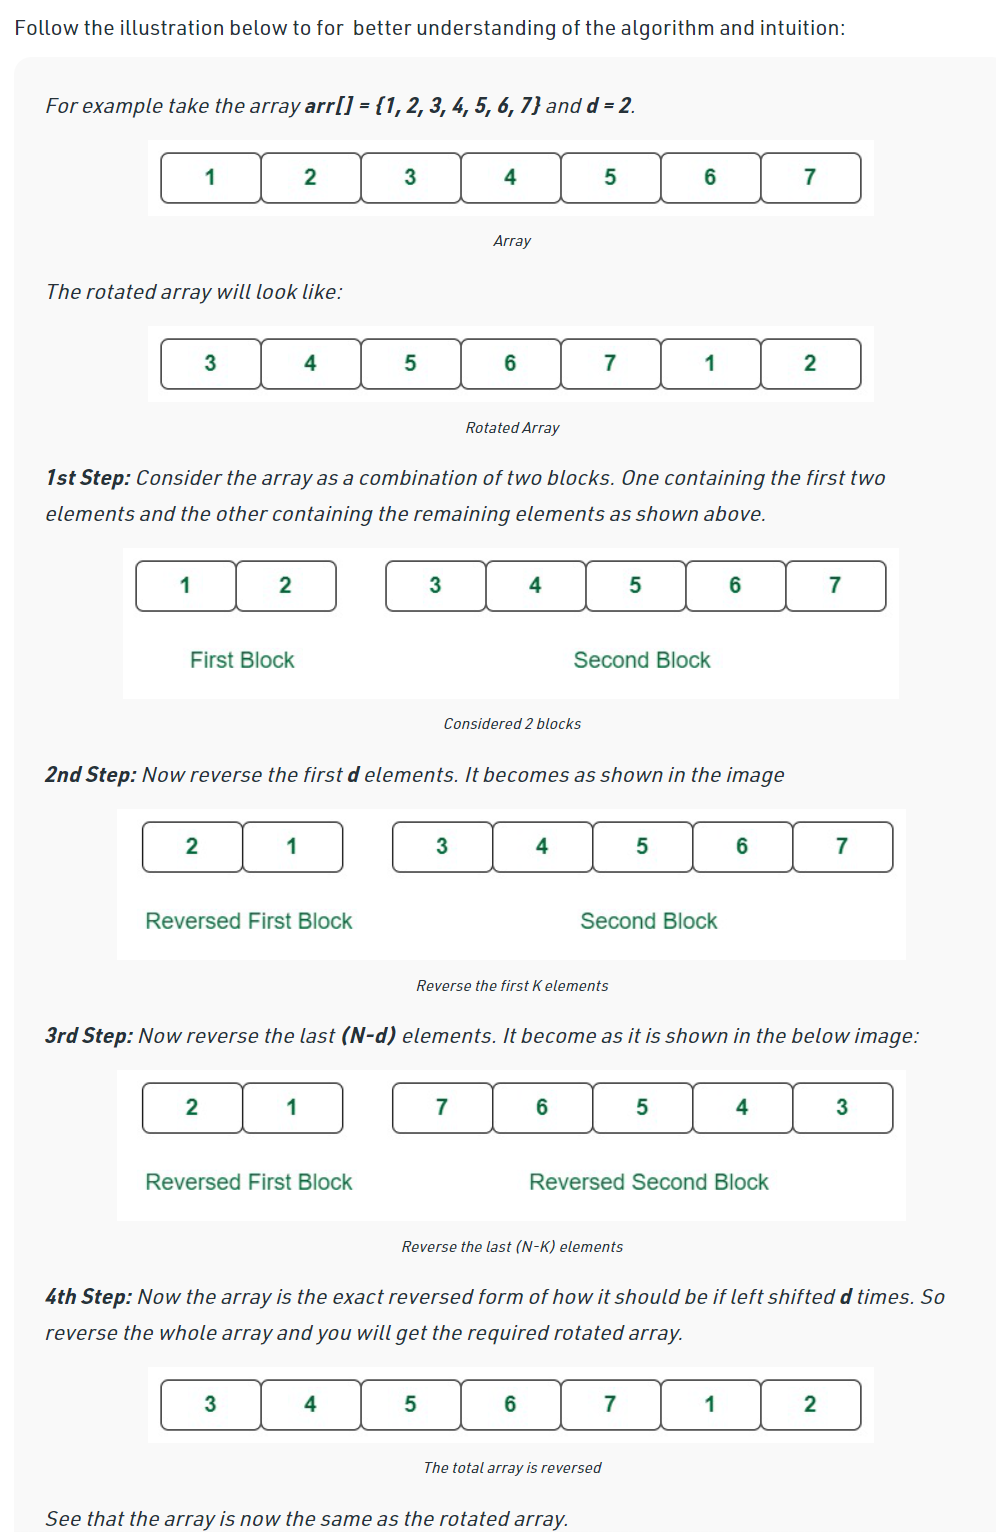 Follow the illustration below to for better understanding of the algorithm and intuition:
For example take the array arr[] = {1, 2, 3, 4, 5, 6, 7} and d = 2.
1 2 3 4 5 6 7
Array
The rotated array will look like:
3 4 5 6 7 1 2
Rotated Array
1st Step: Consider the array as a combination of two blocks. One containing the first two
elements and the other containing the remaining elements as shown above.
1 2 3 4 5 6 7
First Block Second Block
Considered 2 blocks
2nd Step: Now reverse the first d elements. It becomes as shown in the image
2 1 3 4 5 6 7
Reversed First Block Second Block
Reverse the first K elements
3rd Step: Now reverse the last (N-d) elements. It become as it is shown in the below image:
2 1 7 6 5 4 3
Reversed First Block Reversed Second Block
Reverse the last (N-K) elements
4th Step: Now the array is the exact reversed form of how it should be if left shifted d times. So
reverse the whole array and you will get the required rotated array.
3 4 5 6 7 1 2
The total array is reversed
See that the array is now the same as the rotated array.